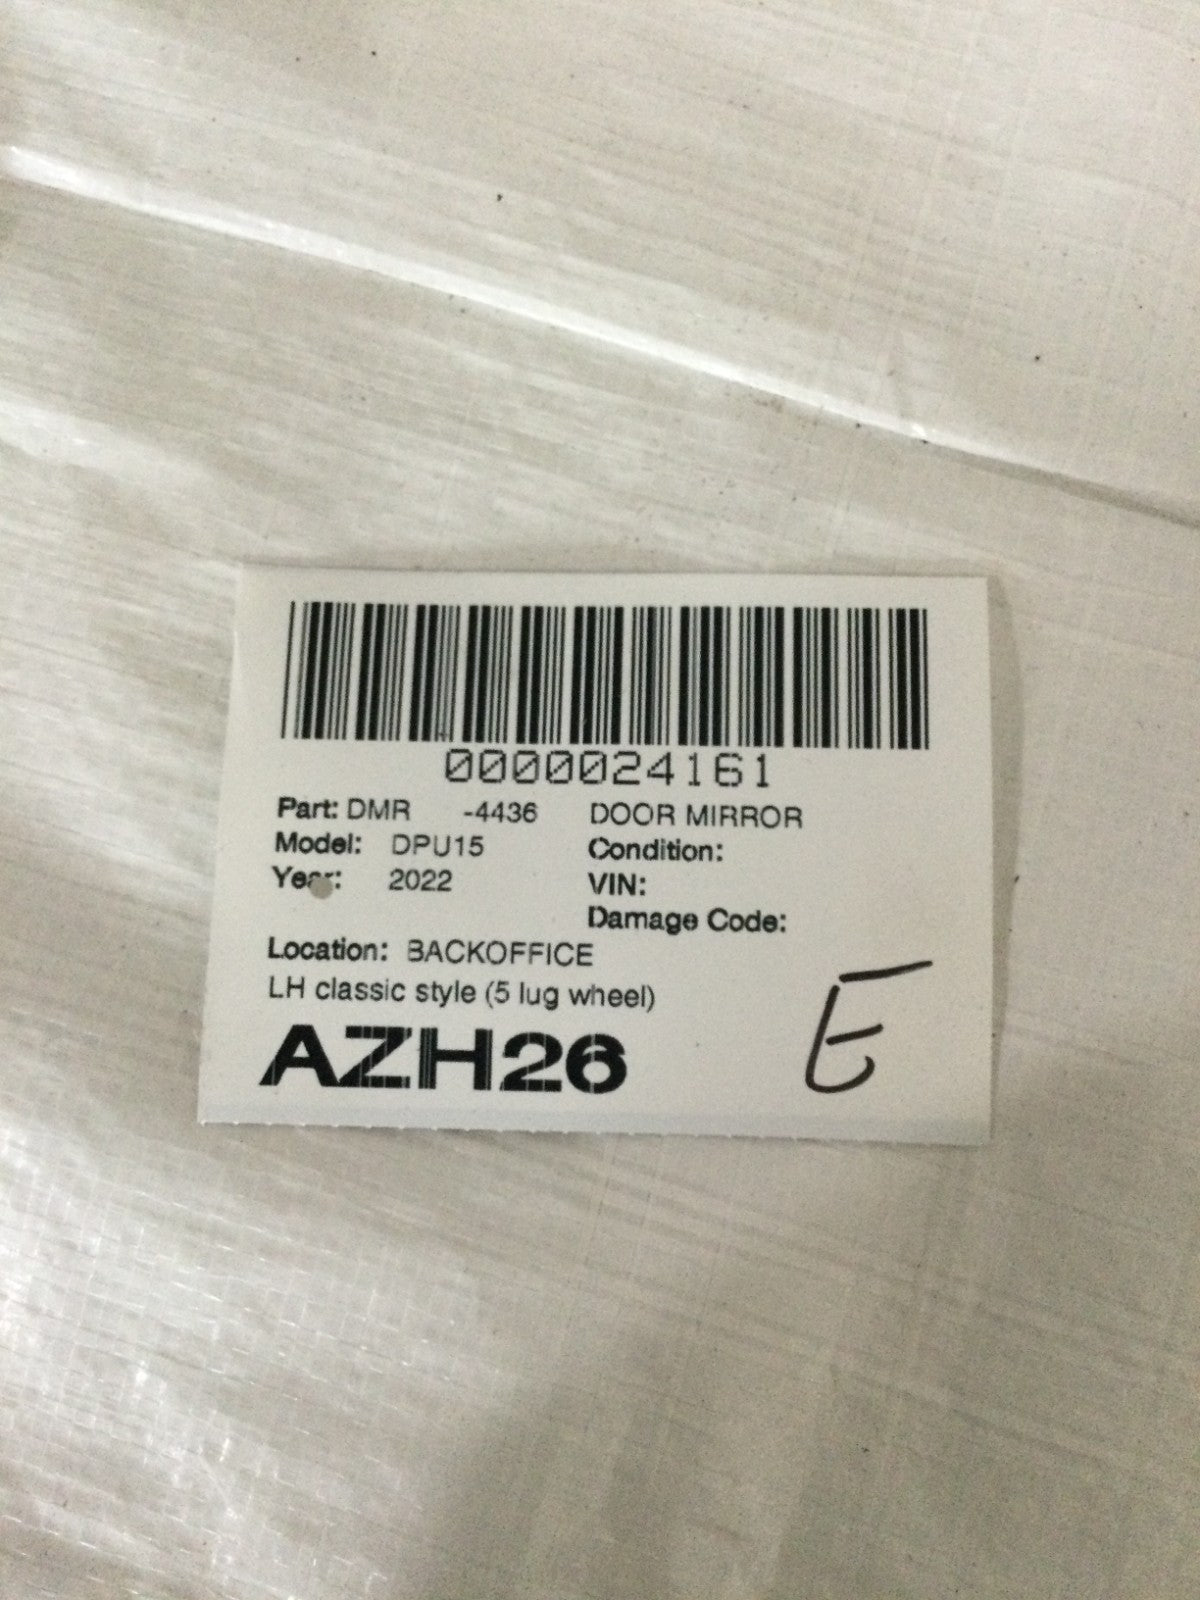 0000024161
Part: DMR -4436 DOOR MIRROR
Model: DPU15 Condition:
Year: 2022 VIN:
Damage Code:
Location: BACKOFFICE
LH classic style (5 lug wheel)
AZH26
E